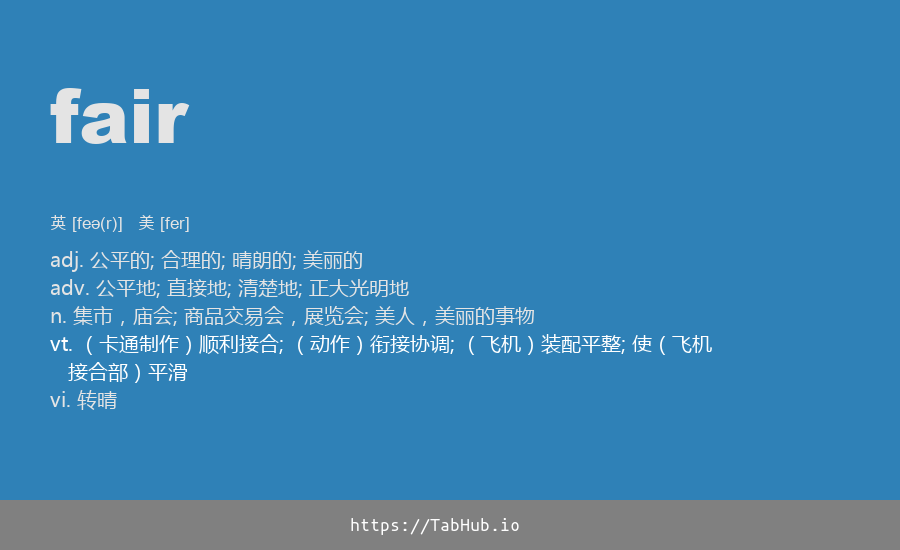 fair
英 [feə(r)] 美 [fer]
adj. 公平的; 合理的; 晴朗的; 美丽的
adv. 公平地; 直接地; 清楚地; 正大光明地
n. 集市，庙会; 商品交易会，展览会; 美人，美丽的事物
vt. （卡通制作）顺利接合; （动作）衔接协调; （飞机）装配平整; 使（飞机
接合部）平滑
vi. 转晴
https://TabHub.io